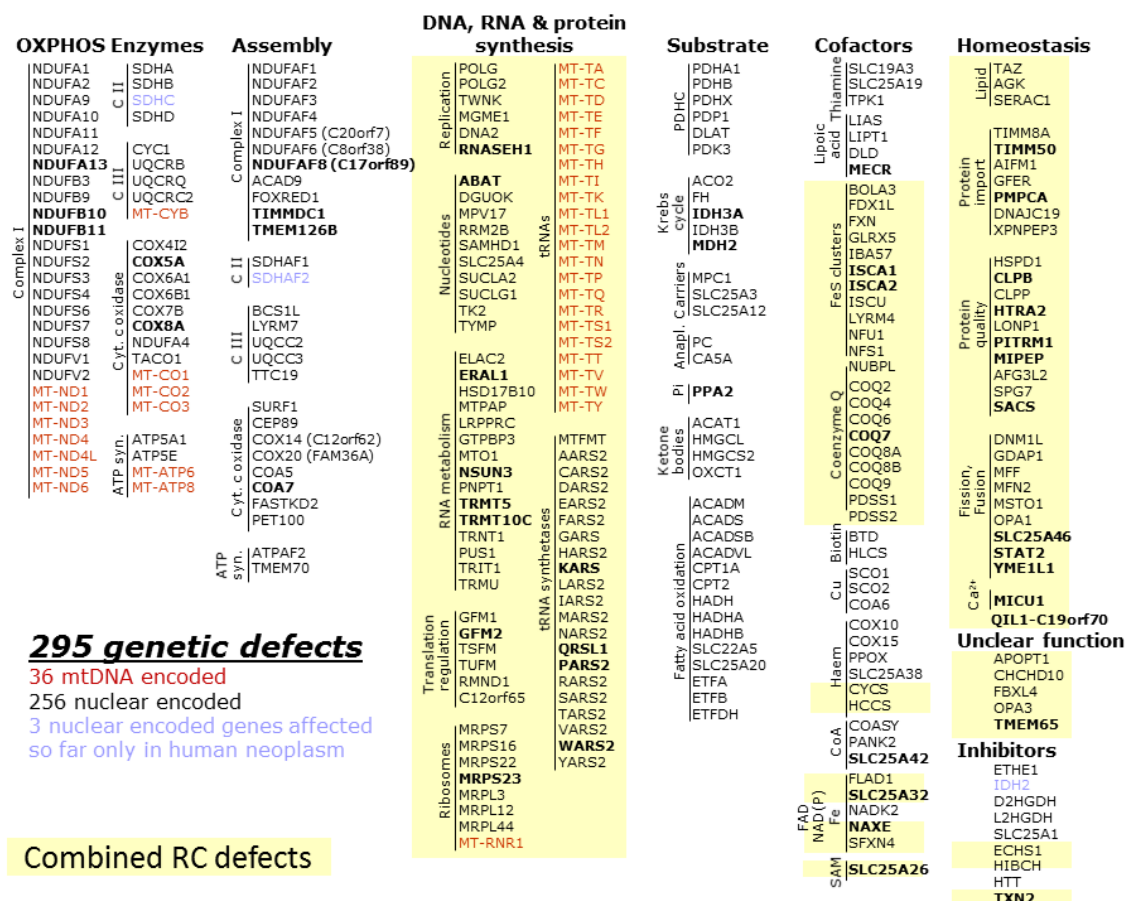 OXPHOS Enzymes
Complex I
NDUFA1
NDUFA2
NDUFA9
NDUFA10
NDUFA11
NDUFA12
NDUFA13
NDUFB3
NDUFB9
NDUFB10
NDUFB11
NDUFS1
NDUFS2
NDUFS3
NDUFS4
NDUFS6
NDUFS7
NDUFS8
NDUFV1
NDUFV2
MT-ND1
MT-ND2
MT-ND3
MT-ND4
MT-ND4L
MT-ND5
MT-ND6
C II
SDHA
SDHB
SDHC
SDHD
C III
CYC1
UQCRB
UQCRQ
UQCRC2
MT-CYB
Cyt. c oxidase
COX4I2
COX5A
COX6A1
COX6B1
COX7B
COX8A
NDUFA4
TACO1
MT-CO1
MT-CO2
MT-CO3
ATP syn.
ATP5A1
ATP5E
MT-ATP6
MT-ATP8
Assembly
Complex I
NDUFAF1
NDUFAF2
NDUFAF3
NDUFAF4
NDUFAF5 (C20orf7)
NDUFAF6 (C8orf38)
NDUFAF8 (C17orf89)
ACAD9
FOXRED1
TIMMDC1
TMEM126B
C II
SDHAF1
SDHAF2
C III
BCS1L
LYRM7
UQCC2
UQCC3
TTC19
Cyt. c oxidase
SURF1
CEP89
COX14 (C12orf62)
COX20 (FAM36A)
COA5
COA7
FASTKD2
PET100
ATP
syn.
ATPAF2
TMEM70
DNA, RNA & protein
synthesis
Replication
POLG
POLG2
TWNK
MGME1
DNA2
RNASEH1
Nucleotides
ABAT
DGUOK
MPV17
RRM2B
SAMHD1
SLC25A4
SUCLA2
SUCLG1
TK2
TYMP
RNA metabolism
ELAC2
ERAL1
HSD17B10
MTPAP
LRPPRC
GTPBP3
MTO1
NSUN3
PNPT1
TRMT5
TRMT10C
TRNT1
PUS1
TRIT1
TRMU
Translation
regulation
GFM1
GFM2
TSFM
TUFM
RMND1
C12orf65
Ribosomes
MRPS7
MRPS16
MRPS22
MRPS23
MRPL3
MRPL12
MRPL44
MT-RNR1
tRNAs
MT-TA
MT-TC
MT-TD
MT-TE
MT-TF
MT-TG
MT-TH
MT-TI
MT-TK
MT-TL1
MT-TL2
MT-TM
MT-TN
MT-TP
MT-TQ
MT-TR
MT-TS1
MT-TS2
MT-TT
MT-TV
MT-TW
MT-TY
tRNA synthetases
MTFMT
AARS2
CARS2
DARS2
EARS2
FARS2
GARS
HARS2
KARS
LARS2
IARS2
MARS2
NARS2
QRSL1
PARS2
RARS2
SARS2
TARS2
VARS2
WARS2
YARS2
Substrate
PDHC
PDHA1
PDHB
PDHX
PDP1
DLAT
PDK3
Krebs
cycle
ACO2
FH
IDH3A
IDH3B
MDH2
Carriers
MPC1
SLC25A3
SLC25A12
Anapl.
PC
CA5A
Pi
PPA2
Ketone
bodies
ACAT1
HMGCL
HMGCS2
OXCT1
Fatty acid oxidation
ACADM
ACADS
ACADSB
ACADVL
CPT1A
CPT2
HADH
HADHA
HADHB
SLC22A5
SLC25A20
ETFA
ETFB
ETFDH
Cofactors
Thiamine
SLC19A3
SLC25A19
TPK1
Lipoic
acid
LIAS
LIPT1
DLD
MECR
FeS clusters
BOLA3
FDX1L
FXN
GLRX5
IBA57
ISCA1
ISCA2
ISCU
LYRM4
NFU1
NFS1
NUBPL
Coenzyme Q
COQ2
COQ4
COQ6
COQ7
COQ8A
COQ8B
COQ9
PDSS1
PDSS2
Biotin
BTD
HLCS
Cu
SCO1
SCO2
COA6
Haem
COX10
COX15
PPOX
SLC25A38
CYCS
HCCS
CoA
COASY
PANK2
SLC25A42
FAD
NAD(P)
Fe
FLAD1
SLC25A32
NADK2
NAXE
SFXN4
SAM
SLC25A26
Homeostasis
Lipid
TAZ
AGK
SERAC1
Protein
import
TIMM8A
TIMM50
AIFM1
GFER
PMPCA
DNAJC19
XPNPEP3
Protein
quality
HSPD1
CLPB
CLPP
HTRA2
LONP1
PITRM1
MIPEP
AFG3L2
SPG7
SACS
Fission,
Fusion
DNM1L
GDAP1
MFF
MFN2
MSTO1
OPA1
SLC25A46
STAT2
YME1L1
Ca²⁺
MICU1
QIL1-C19orf70
Unclear function
APOPT1
CHCHD10
FBXL4
OPA3
TMEM65
Inhibitors
ETHE1
IDH2
D2HGDH
L2HGDH
SLC25A1
ECHS1
HIBCH
HTT
TXN2
295 genetic defects
36 mtDNA encoded
256 nuclear encoded
3 nuclear encoded genes affected
so far only in human neoplasm
Combined RC defects